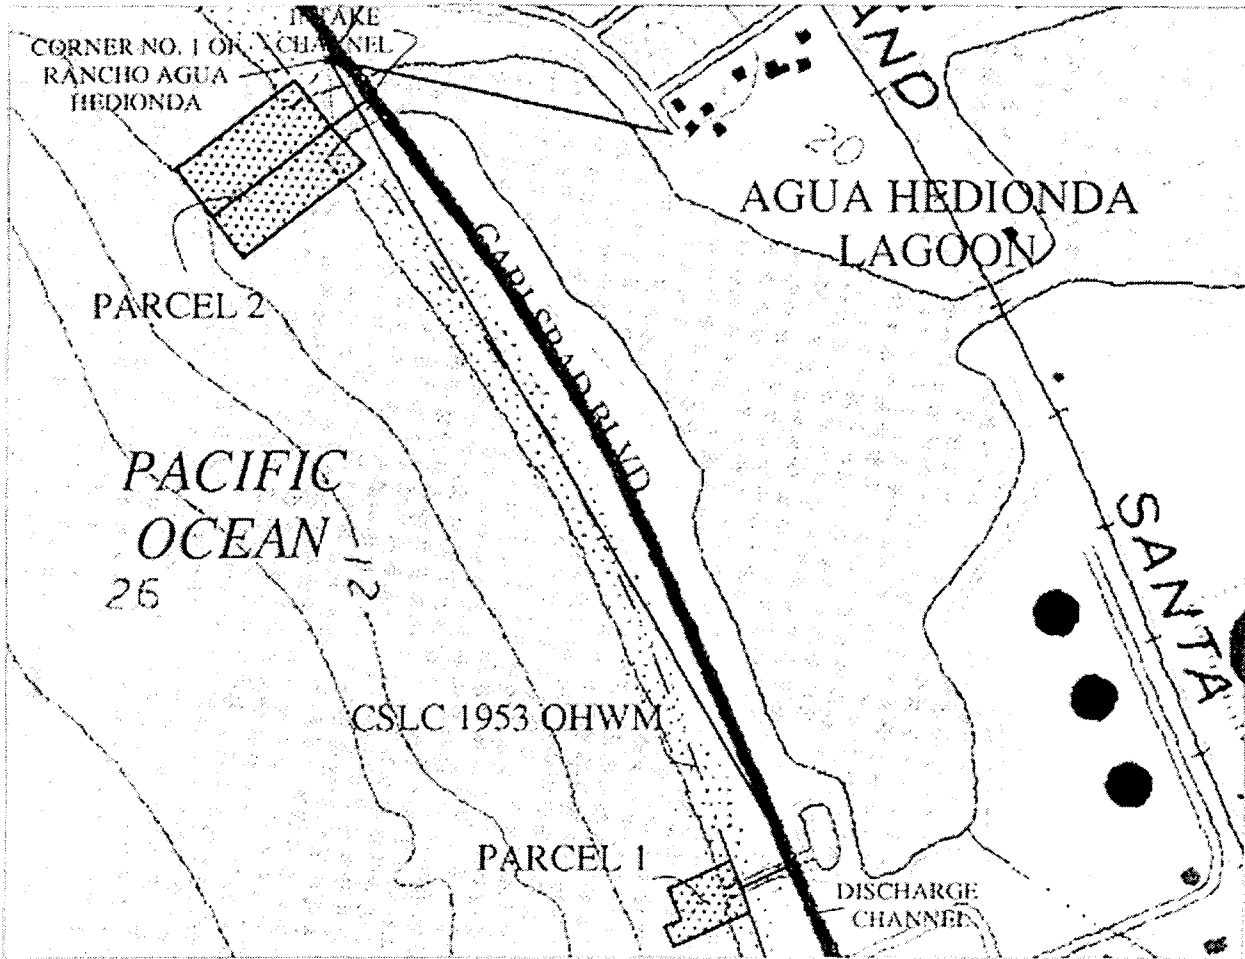 INTAKE
CHANNEL
CORNER NO. 1 OF
RANCHO AGUA
HEDIONDA
AND
20
AGUA HEDIONDA
LAGOON
CARLSBAD BLVD
PARCEL 2
PACIFIC
OCEAN
26
12
SANTA
CSLC 1953 OHWM
PARCEL 1
DISCHARGE
CHANNEL